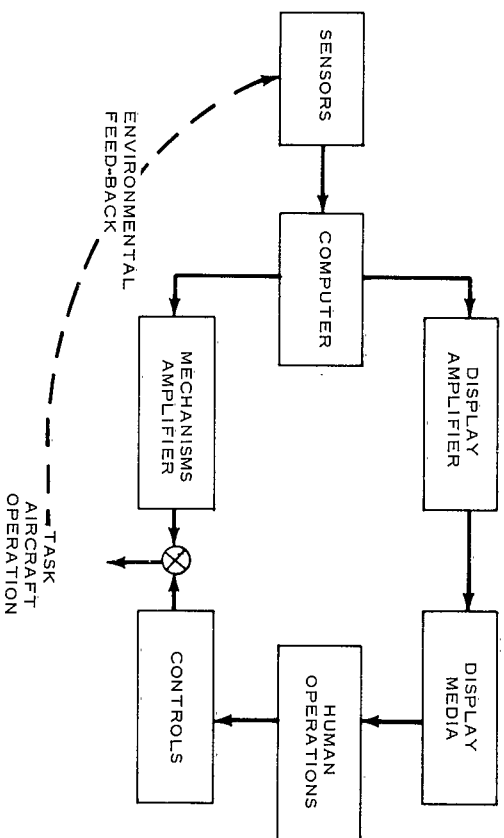 SENSORS
COMPUTER
DISPLAY
AMPLIFIER
DISPLAY
MEDIA
HUMAN
OPERATIONS
CONTROLS
MECHANISMS
AMPLIFIER
TASK
AIRCRAFT
OPERATION
ENVIRONMENTAL
FEED-BACK